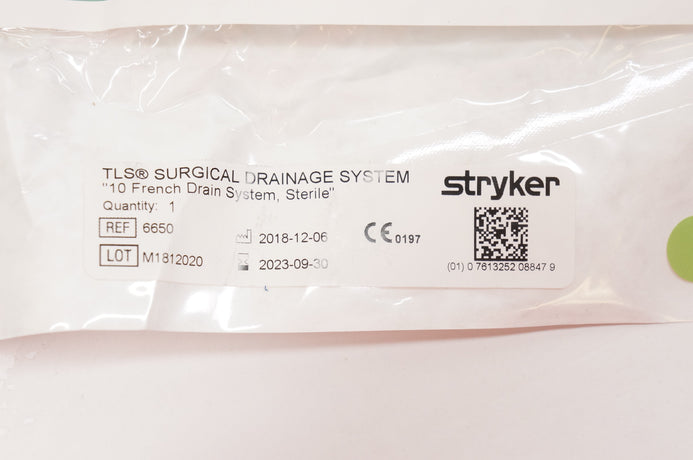 TLS® SURGICAL DRAINAGE SYSTEM
"10 French Drain System, Sterile"
Quantity: 1
REF 6650
LOT M1812020
2018-12-06
2023-09-30
CE 0197
stryker
(01) 0 7613252 08847 9